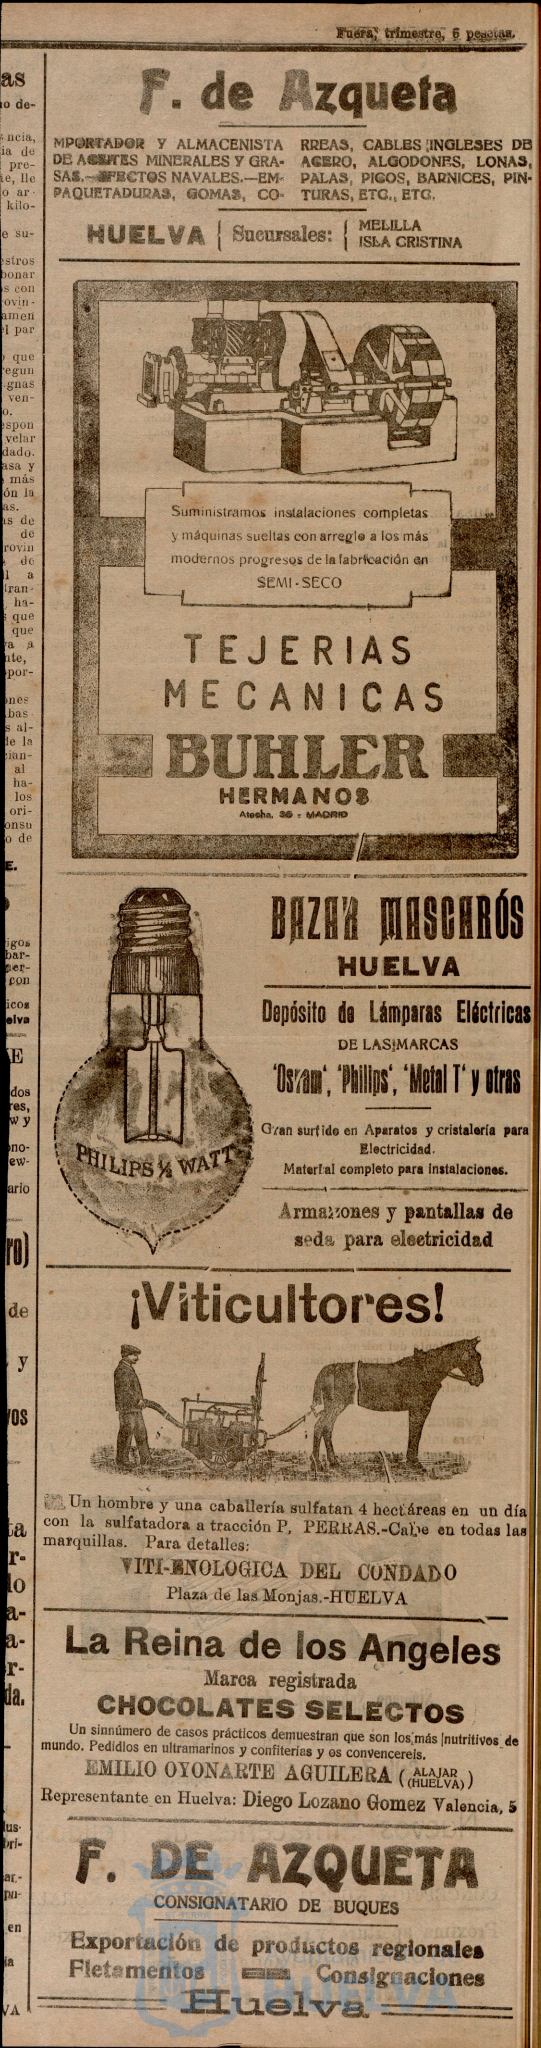 Fuera, trimestre, 6 pesetas.
F. de Azqueta
MPORTADOR Y ALMACENISTA
DE ACEITES MINERALES Y GRA-
SAS.—EFECTOS NAVALES.—EM-
PAQUETADURAS, GOMAS, CO-
RREAS, CABLES INGLESES DE
ACERO, ALGODONES, LONAS,
PALAS, PICOS, BARNICES, PIN-
TURAS, ETC., ETC.
HUELVA { Sucursales: { MELILLA
ISLA CRISTINA
Suministramos instalaciones completas
y máquinas sueltas con arreglo a los más
modernos progresos de la fabricación en
SEMI-SECO
TEJERIAS
MECANICAS
BUHLER
HERMANOS
Atocha, 36 - MADRID
BAZAR MASCARÓS
HUELVA
Depósito de Lámparas Eléctricas
DE LAS MARCAS
'Osram', 'Philips', 'Metal T' y otras
Gran surtido en Aparatos y cristalería para
Electricidad.
Material completo para instalaciones.
Armazones y pantallas de
seda para electricidad
PHILIPS ½ WATT
¡Viticultores!
Un hombre y una caballería sulfatan 4 hectáreas en un día
con la sulfatadora a tracción P. PERRAS.-Cabe en todas las
marquillas. Para detalles:
VITI-ENOLOGICA DEL CONDADO
Plaza de las Monjas.-HUELVA
La Reina de los Angeles
Marca registrada
CHOCOLATES SELECTOS
Un sinnúmero de casos prácticos demuestran que son los más nutritivos de
mundo. Pedidlos en ultramarinos y confiterías y os convencereis.
EMILIO OYONARTE AGUILERA (ALAJAR
(HUELVA)
Representante en Huelva: Diego Lozano Gomez Valencia, 5
F. DE AZQUETA
CONSIGNATARIO DE BUQUES
Exportación de productos regionales
Fletamentos Consignaciones
Huelva
HUELVA